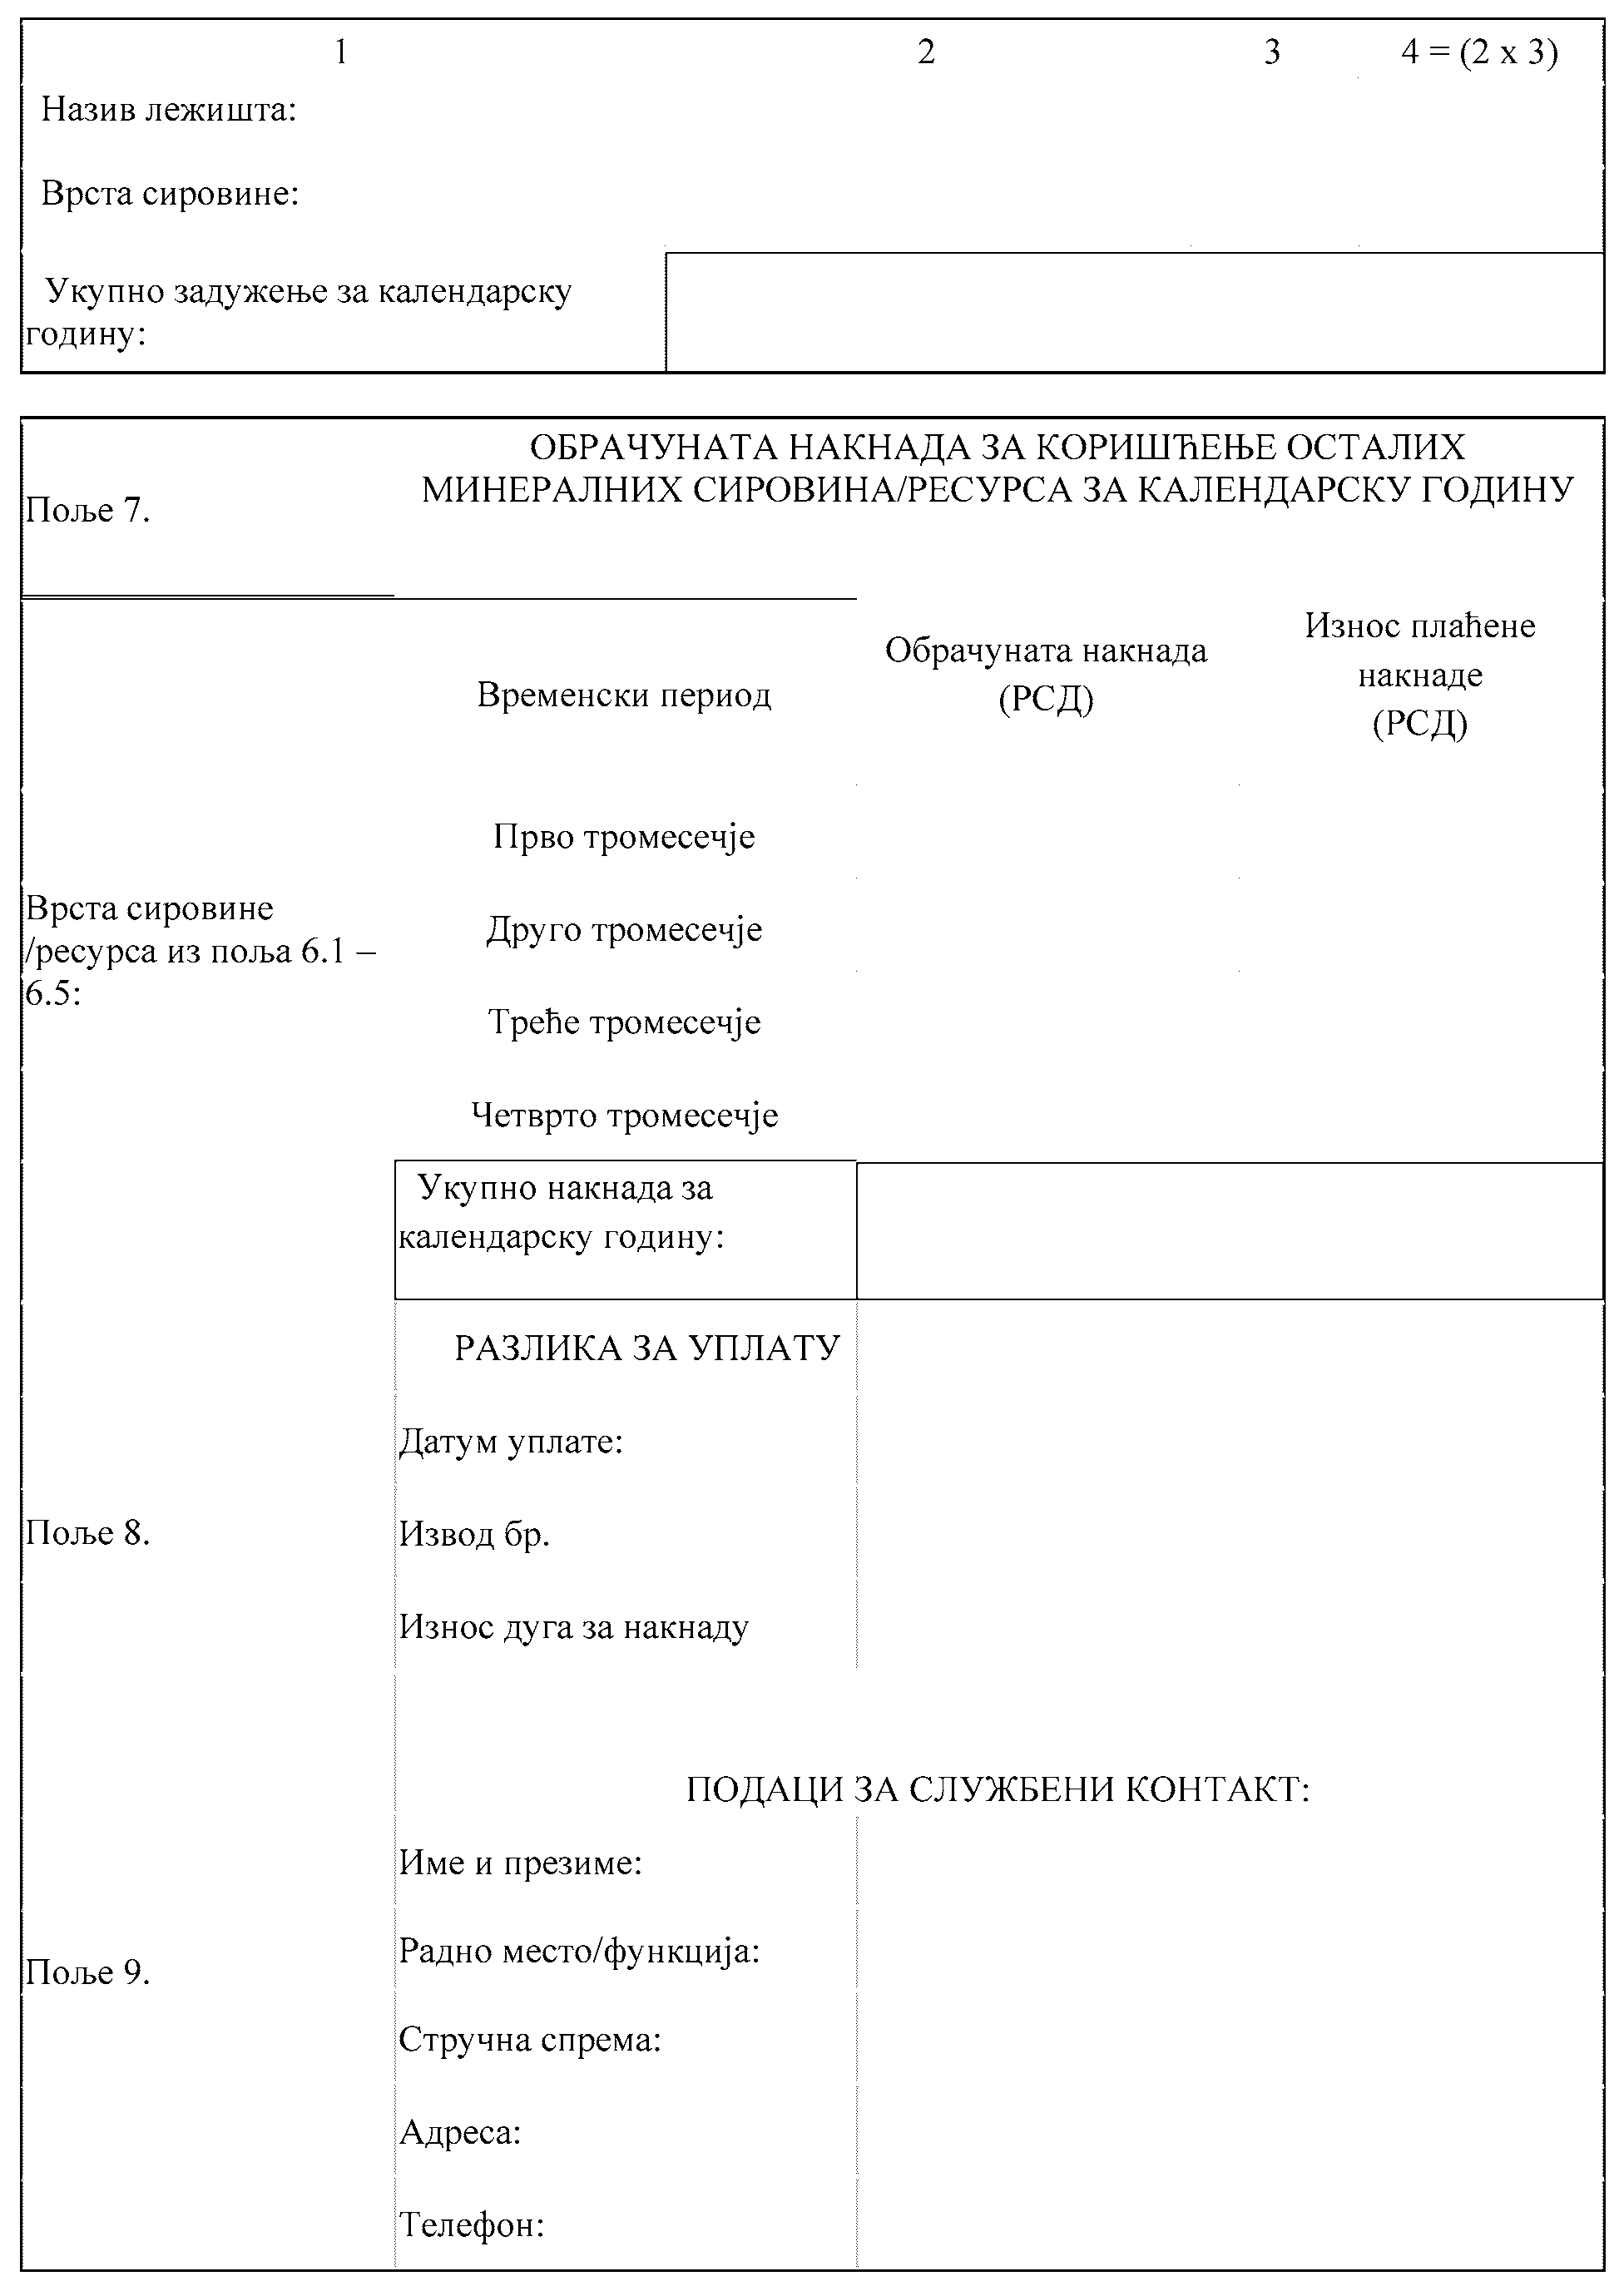 1 2 3 4 = (2 x 3)
Назив лежишта:
Врста сировине:
Укупно задужење за календарску
годину:
Поље 7.
ОБРАЧУНАТА НАКНАДА ЗА КОРИШЋЕЊЕ ОСТАЛИХ
МИНЕРАЛНИХ СИРОВИНА/РЕСУРСА ЗА КАЛЕНДАРСКУ ГОДИНУ
Врста сировине
/ресурса из поља 6.1 –
6.5:
Временски период
Обрачуната накнада
(РСД)
Износ плаћене
накнаде
(РСД)
Прво тромесечје
Друго тромесечје
Треће тромесечје
Четврто тромесечје
Укупно накнада за
календарску годину:
Поље 8.
РАЗЛИКА ЗА УПЛАТУ
Датум уплате:
Извод бр.
Износ дуга за накнаду
Поље 9.
ПОДАЦИ ЗА СЛУЖБЕНИ КОНТАКТ:
Име и презиме:
Радно место/функција:
Стручна спрема:
Адреса:
Телефон: